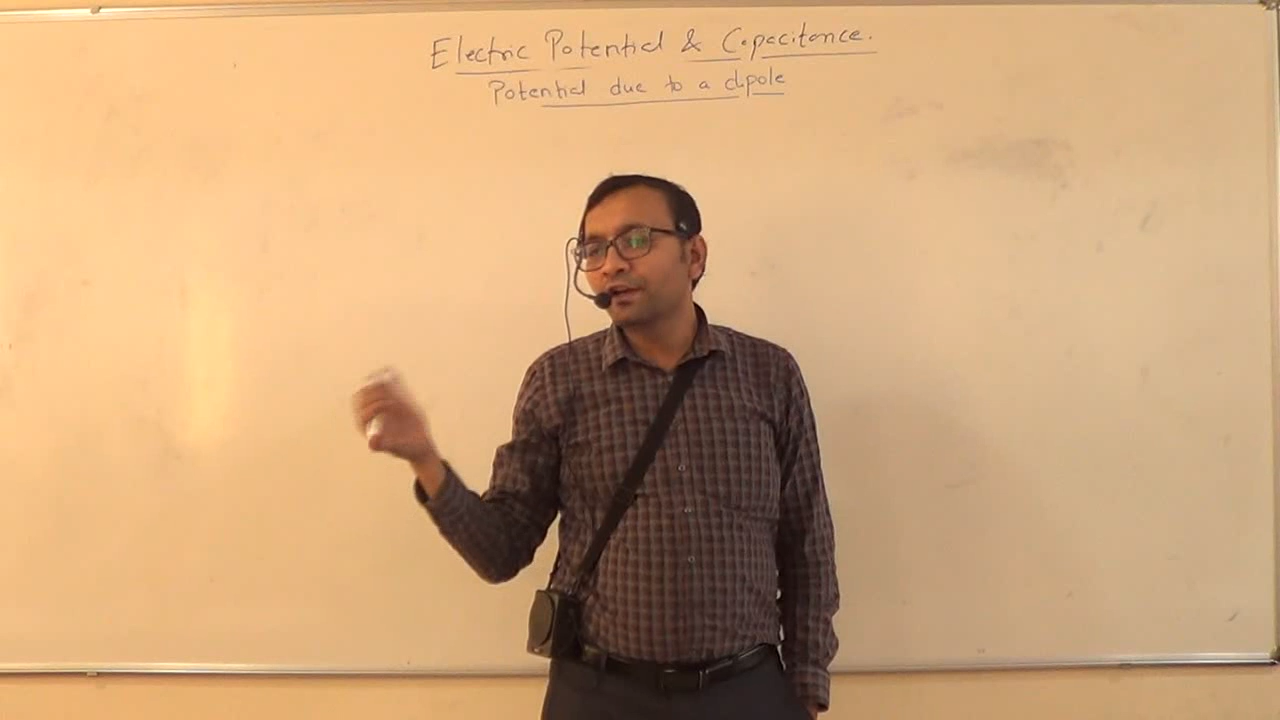 Electric Potential & Capacitance.
Potential due to a dipole